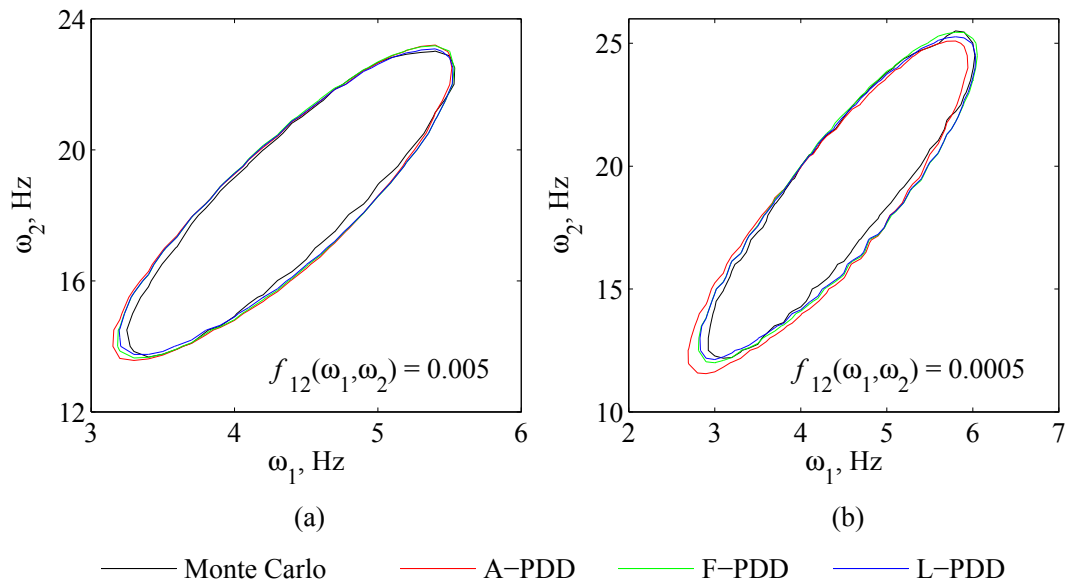 24
20
16
12
ω2, Hz
f12(ω1,ω2) = 0.005
3 4 5 6
ω1, Hz
(a)
25
20
15
10
ω2, Hz
f12(ω1,ω2) = 0.0005
2 3 4 5 6 7
ω1, Hz
(b)
Monte Carlo A−PDD F−PDD L−PDD